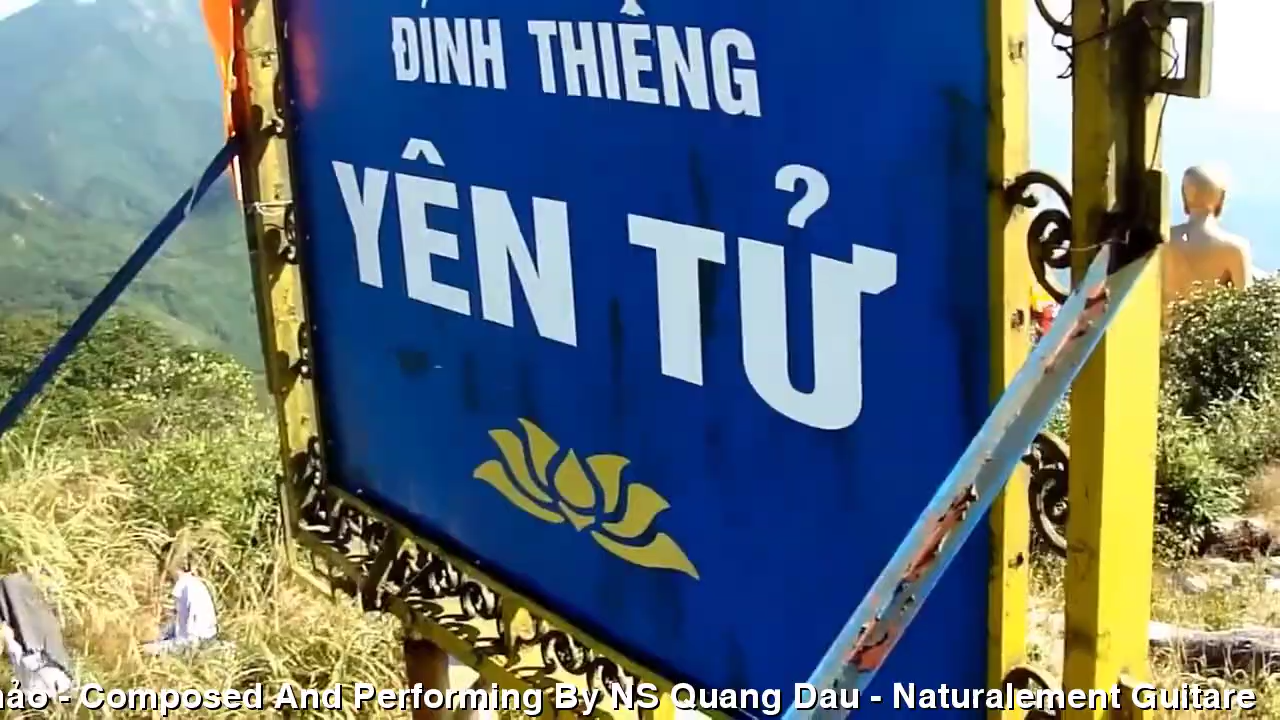 ĐỈNH THIÊNG
YÊN TỬ
- Composed And Performing By NS Quang Dau - Naturalement Guitare